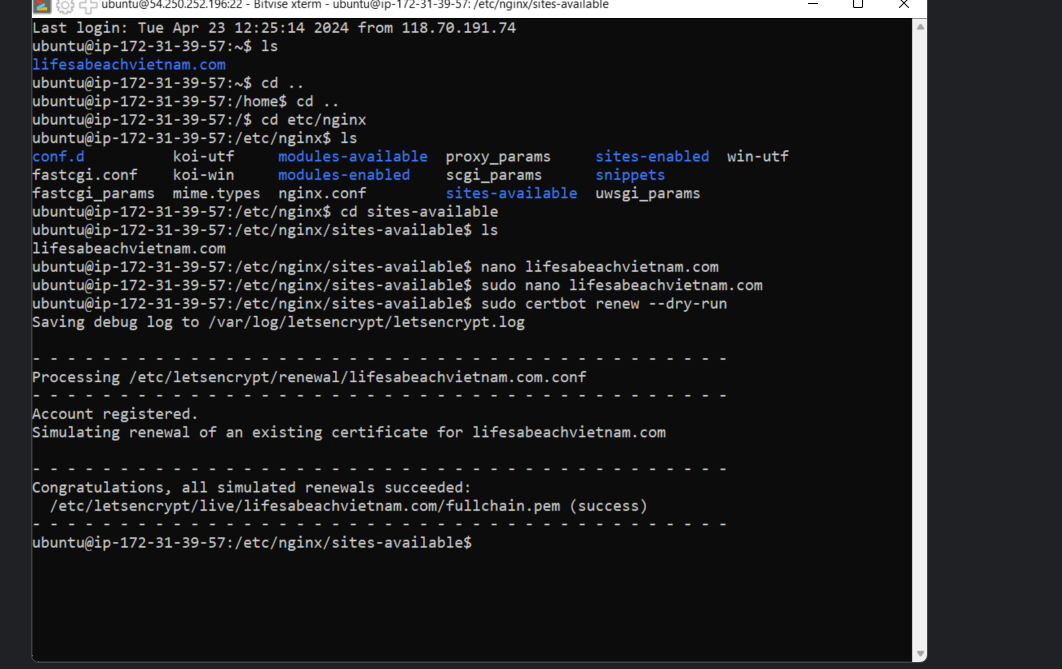 ubuntu@54.250.252.196:22 - Bitvise xterm - ubuntu@ip-172-31-39-57: /etc/nginx/sites-available
Last login: Tue Apr 23 12:25:14 2024 from 118.70.191.74
ubuntu@ip-172-31-39-57:~$ ls
lifesabeachvietnam.com
ubuntu@ip-172-31-39-57:~$ cd ..
ubuntu@ip-172-31-39-57:/home$ cd ..
ubuntu@ip-172-31-39-57:/$ cd etc/nginx
ubuntu@ip-172-31-39-57:/etc/nginx$ ls
conf.d          koi-utf     modules-available  proxy_params     sites-enabled  win-utf
fastcgi.conf    koi-win     modules-enabled    scgi_params      snippets
fastcgi_params  mime.types  nginx.conf         sites-available  uwsgi_params
ubuntu@ip-172-31-39-57:/etc/nginx$ cd sites-available
ubuntu@ip-172-31-39-57:/etc/nginx/sites-available$ ls
lifesabeachvietnam.com
ubuntu@ip-172-31-39-57:/etc/nginx/sites-available$ nano lifesabeachvietnam.com
ubuntu@ip-172-31-39-57:/etc/nginx/sites-available$ sudo nano lifesabeachvietnam.com
ubuntu@ip-172-31-39-57:/etc/nginx/sites-available$ sudo certbot renew --dry-run
Saving debug log to /var/log/letsencrypt/letsencrypt.log
- - - - - - - - - - - - - - - - - - - - - - - - - - - - - - - - - - - - - - - -
Processing /etc/letsencrypt/renewal/lifesabeachvietnam.com.conf
- - - - - - - - - - - - - - - - - - - - - - - - - - - - - - - - - - - - - - - -
Account registered.
Simulating renewal of an existing certificate for lifesabeachvietnam.com
- - - - - - - - - - - - - - - - - - - - - - - - - - - - - - - - - - - - - - - -
Congratulations, all simulated renewals succeeded:
  /etc/letsencrypt/live/lifesabeachvietnam.com/fullchain.pem (success)
- - - - - - - - - - - - - - - - - - - - - - - - - - - - - - - - - - - - - - - -
ubuntu@ip-172-31-39-57:/etc/nginx/sites-available$